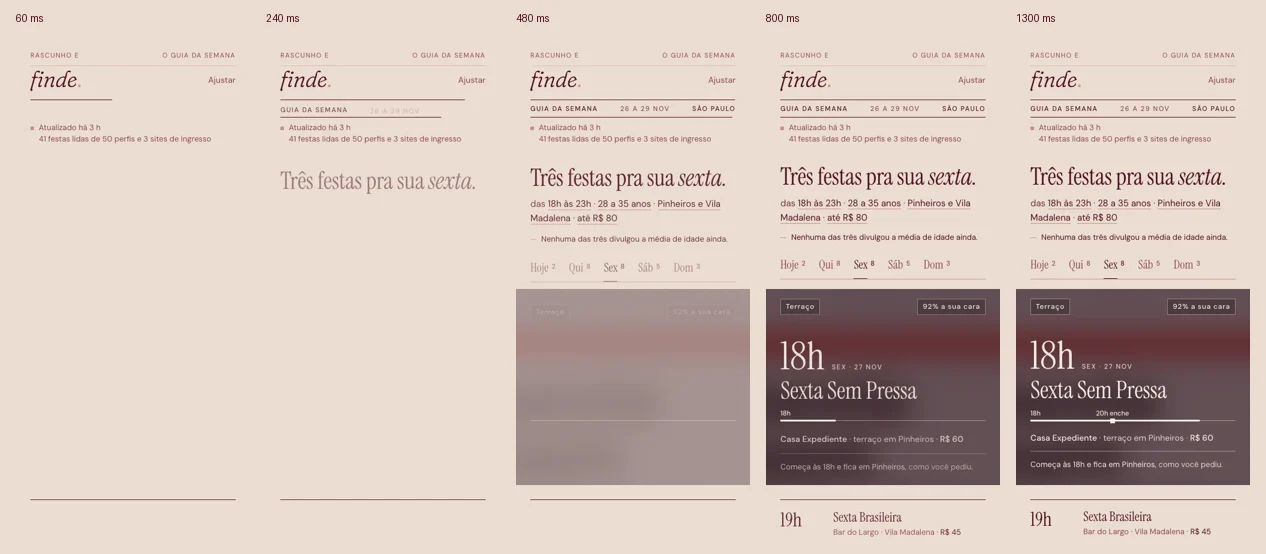 60 ms
RASCUNHO E
O GUIA DA SEMANA
finde.
Ajustar
Atualizado há 3 h
41 festas lidas de 50 perfis e 3 sites de ingresso
240 ms
RASCUNHO E
O GUIA DA SEMANA
finde.
Ajustar
GUIA DA SEMANA
26 A 29 NOV
Atualizado há 3 h
41 festas lidas de 50 perfis e 3 sites de ingresso
Três festas pra sua sexta.
480 ms
RASCUNHO E
O GUIA DA SEMANA
finde.
Ajustar
GUIA DA SEMANA
26 A 29 NOV
SÃO PAULO
Atualizado há 3 h
41 festas lidas de 50 perfis e 3 sites de ingresso
Três festas pra sua sexta.
das 18h às 23h · 28 a 35 anos · Pinheiros e Vila
Madalena · até R$ 80
— Nenhuma das três divulgou a média de idade ainda.
Hoje 2 Qui 8 Sex 8 Sáb 5 Dom 3
Terraço
92% a sua cara
800 ms
RASCUNHO E
O GUIA DA SEMANA
finde.
Ajustar
GUIA DA SEMANA
26 A 29 NOV
SÃO PAULO
Atualizado há 3 h
41 festas lidas de 50 perfis e 3 sites de ingresso
Três festas pra sua sexta.
das 18h às 23h · 28 a 35 anos · Pinheiros e Vila
Madalena · até R$ 80
— Nenhuma das três divulgou a média de idade ainda.
Hoje 2 Qui 8 Sex 8 Sáb 5 Dom 3
Terraço
92% a sua cara
18h SEX · 27 NOV
Sexta Sem Pressa
18h
Casa Expediente · terraço em Pinheiros · R$ 60
Começa às 18h e fica em Pinheiros, como você pediu.
19h
Sexta Brasileira
Bar do Largo · Vila Madalena · R$ 45
1300 ms
RASCUNHO E
O GUIA DA SEMANA
finde.
Ajustar
GUIA DA SEMANA
26 A 29 NOV
SÃO PAULO
Atualizado há 3 h
41 festas lidas de 50 perfis e 3 sites de ingresso
Três festas pra sua sexta.
das 18h às 23h · 28 a 35 anos · Pinheiros e Vila
Madalena · até R$ 80
— Nenhuma das três divulgou a média de idade ainda.
Hoje 2 Qui 8 Sex 8 Sáb 5 Dom 3
Terraço
92% a sua cara
18h SEX · 27 NOV
Sexta Sem Pressa
18h
20h enche
Casa Expediente · terraço em Pinheiros · R$ 60
Começa às 18h e fica em Pinheiros, como você pediu.
19h
Sexta Brasileira
Bar do Largo · Vila Madalena · R$ 45